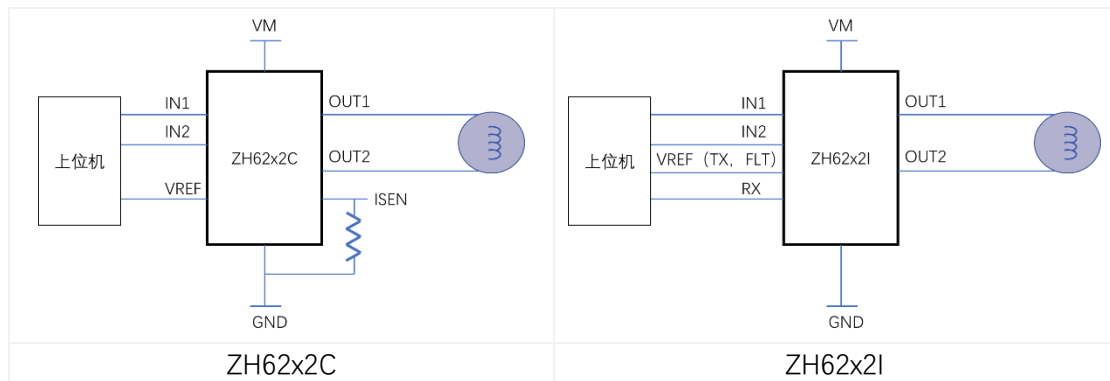 VM
IN1
OUT1
IN2
上位机
ZH62x2C
OUT2
VREF
ISEN
GND
ZH62x2C
VM
IN1
OUT1
IN2
上位机
VREF（TX，FLT）
ZH62x2I
OUT2
RX
GND
ZH62x2I